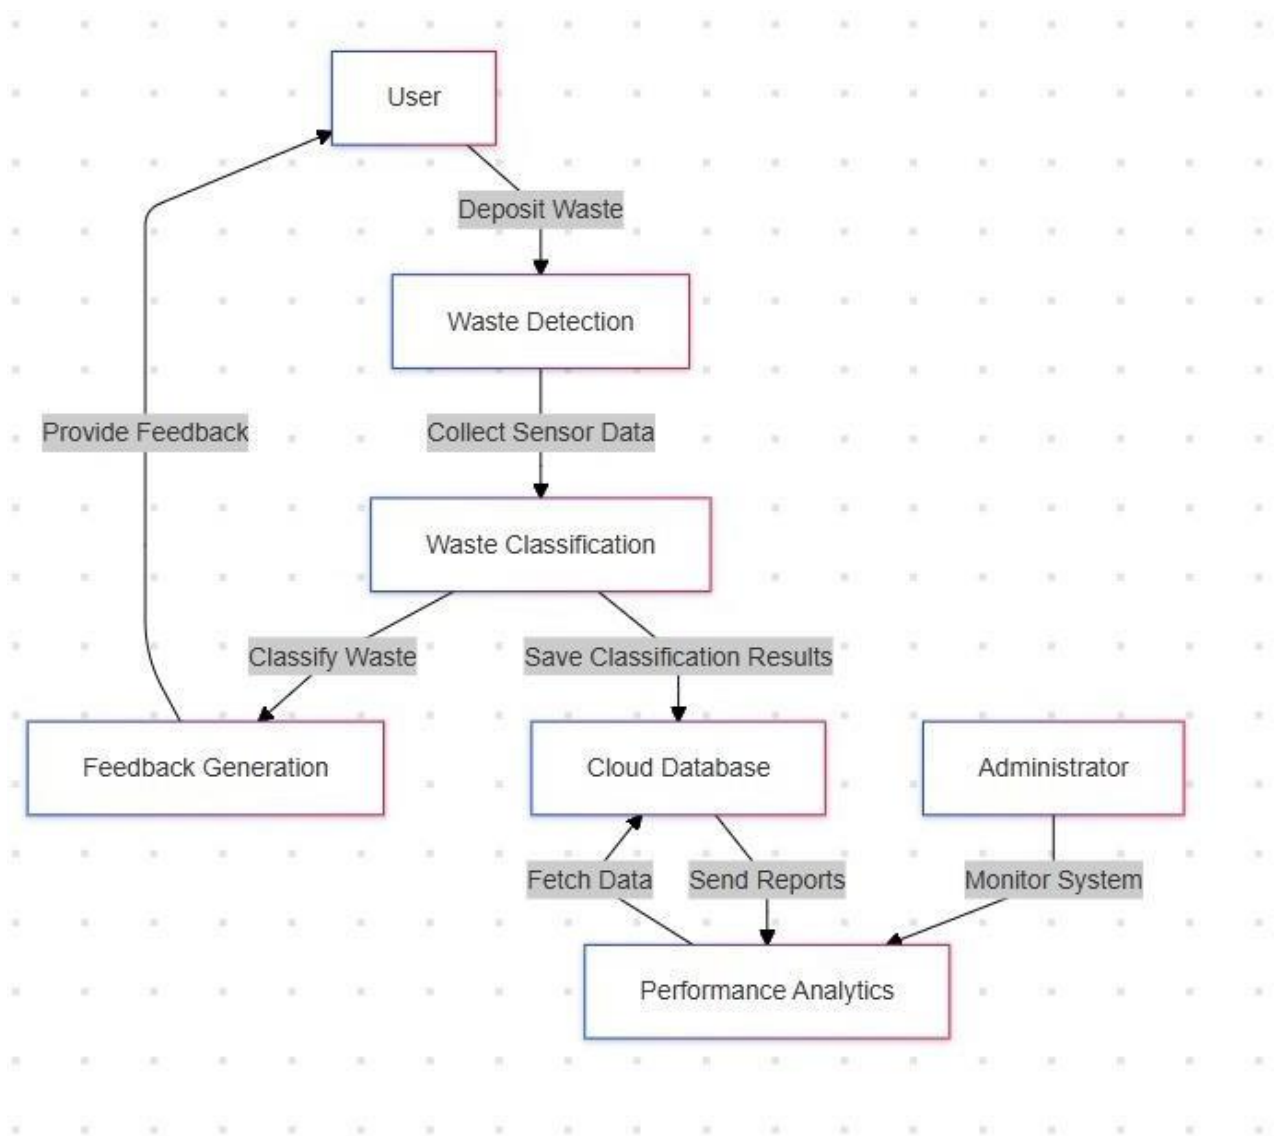 User
Deposit Waste
Waste Detection
Provide Feedback
Collect Sensor Data
Waste Classification
Classify Waste
Save Classification Results
Feedback Generation
Cloud Database
Administrator
Fetch Data
Send Reports
Monitor System
Performance Analytics